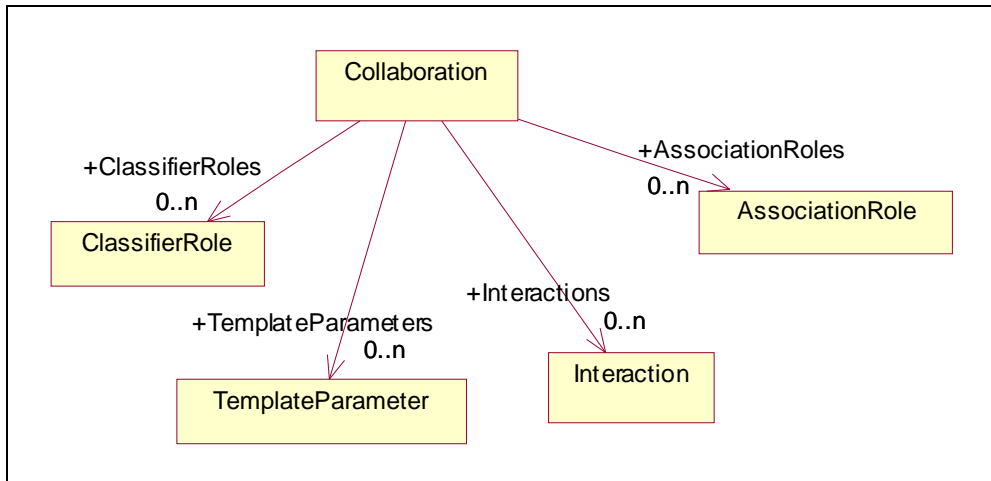 Collaboration
+ClassifierRoles
0..n
ClassifierRole
+AssociationRoles
0..n
AssociationRole
+TemplateParameters
0..n
TemplateParameter
+Interactions
0..n
Interaction